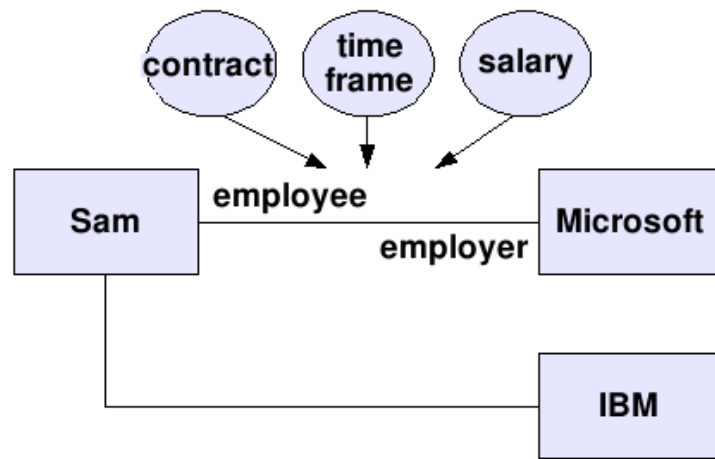 contract
time
frame
salary
Sam
employee
employer
Microsoft
IBM